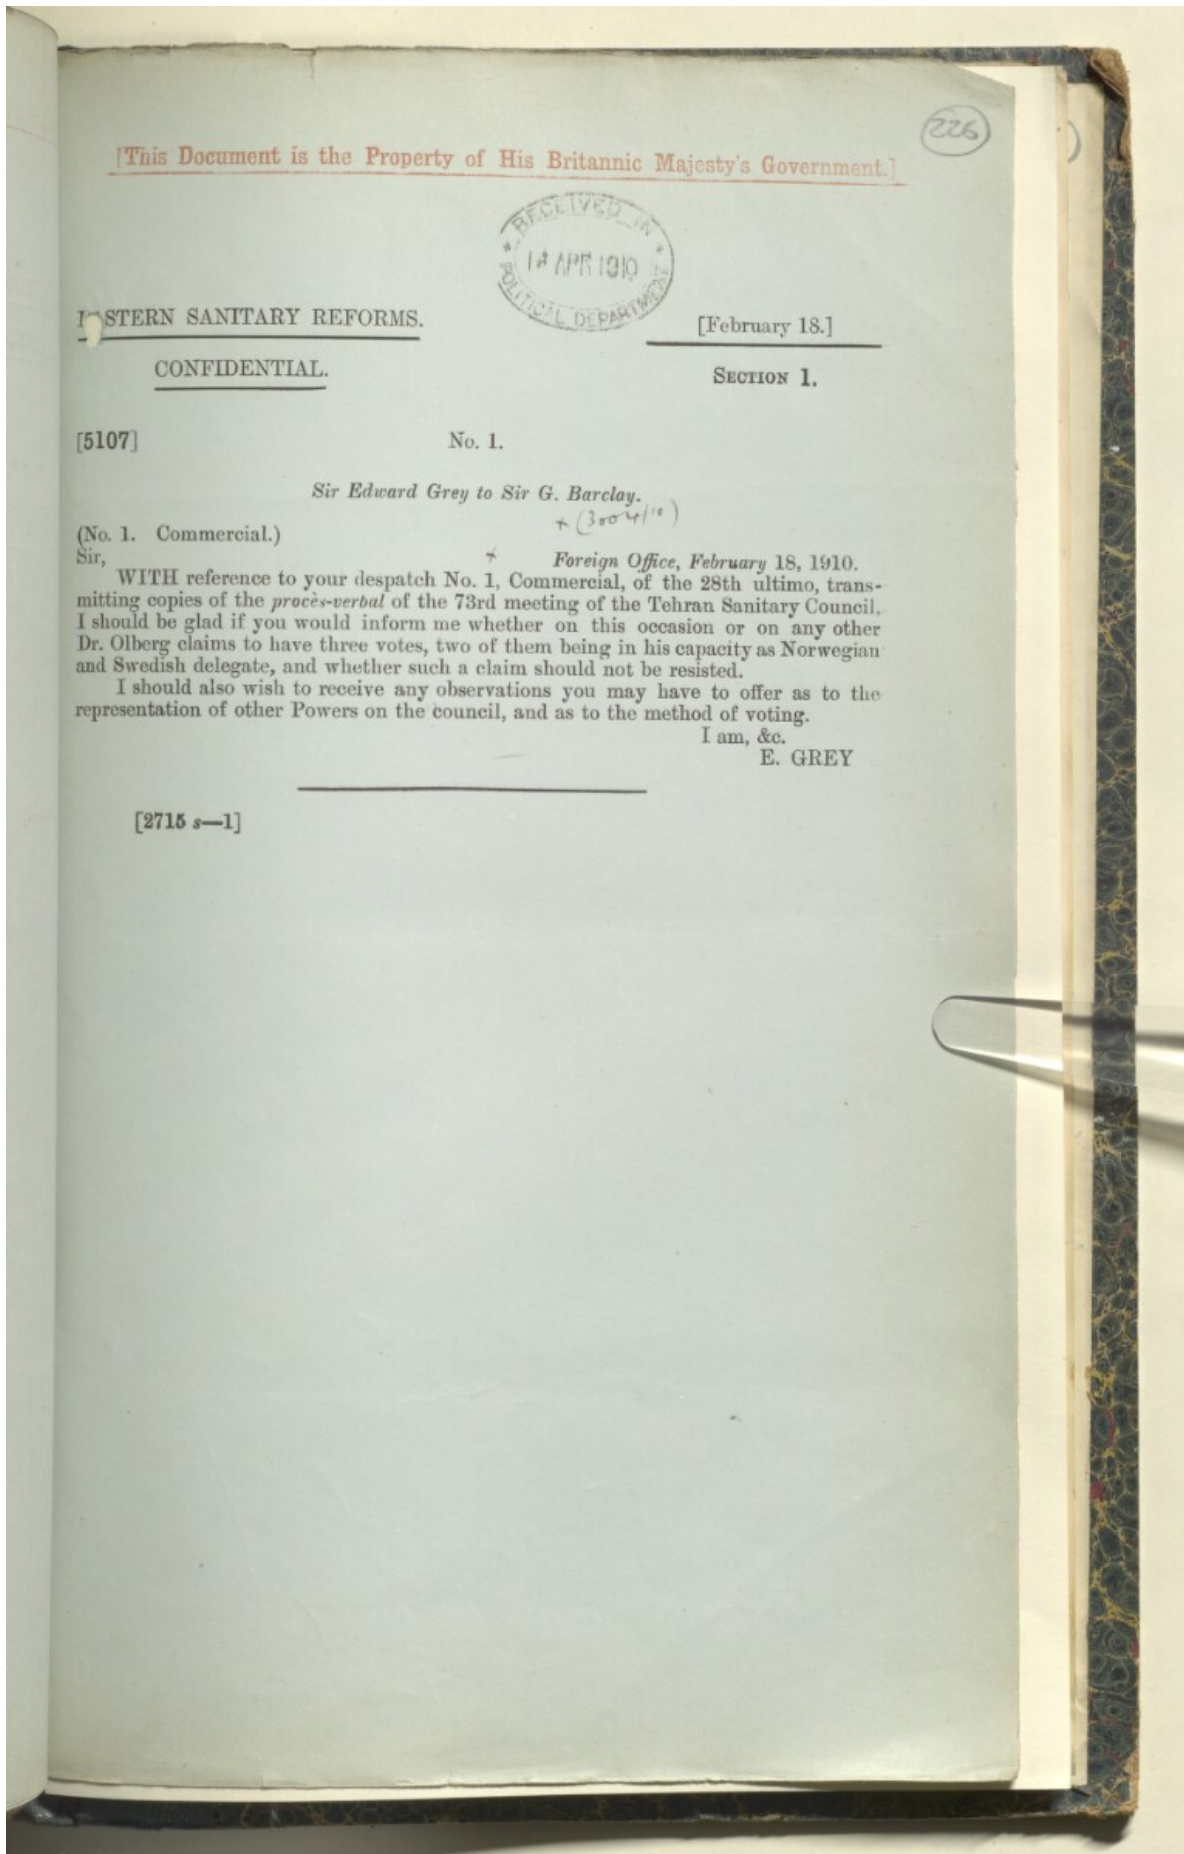 226
[This Document is the Property of His Britannic Majesty's Government.]
RECEIVED IN
APR 1910
POLITICAL DEPARTMENT
STERN SANITARY REFORMS.
[February 18.]
CONFIDENTIAL.
SECTION 1.
[5107]
No. 1.
Sir Edward Grey to Sir G. Barclay.
+ (3004/10)
(No. 1. Commercial.)
Sir,
+ Foreign Office, February 18, 1910.
WITH reference to your despatch No. 1, Commercial, of the 28th ultimo, trans-
mitting copies of the procès-verbal of the 73rd meeting of the Tehran Sanitary Council,
I should be glad if you would inform me whether on this occasion or on any other
Dr. Olberg claims to have three votes, two of them being in his capacity as Norwegian
and Swedish delegate, and whether such a claim should not be resisted.
I should also wish to receive any observations you may have to offer as to the
representation of other Powers on the council, and as to the method of voting.
I am, &c.
E. GREY
[2715 s—1]